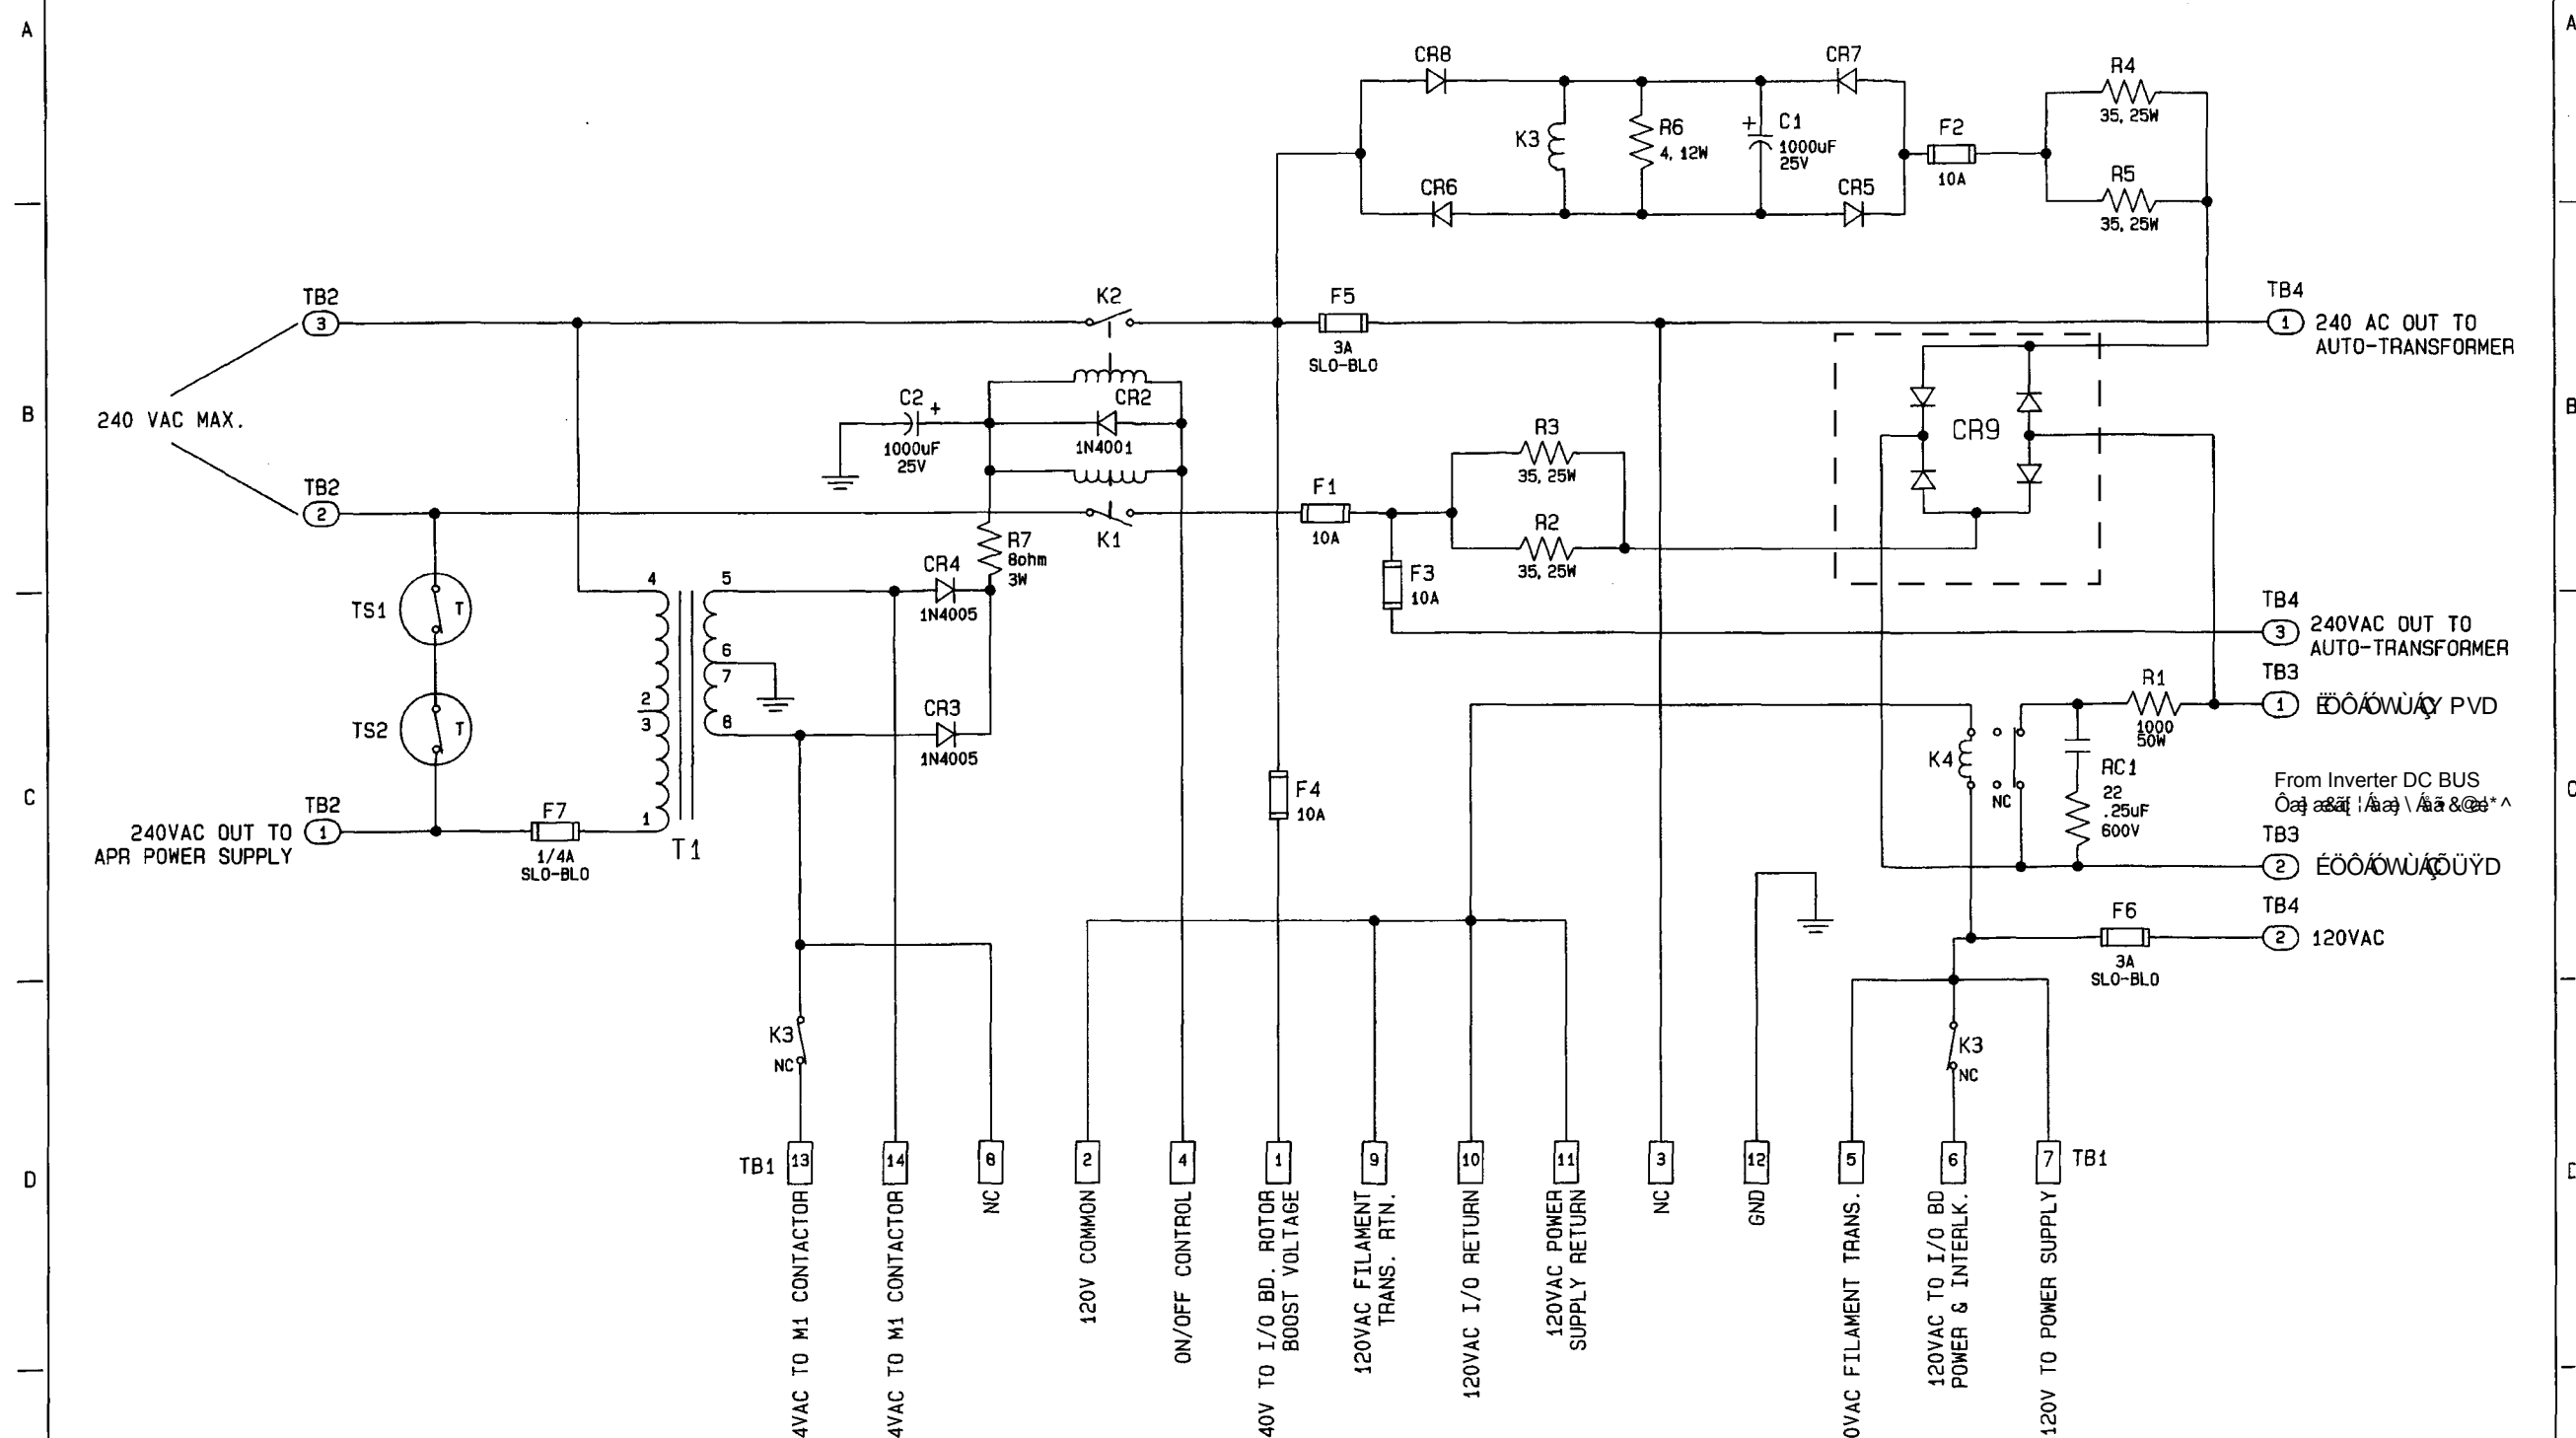 A
A
CR8
CR7
R4
35, 25W
K3
R6
4, 12W
+
C1
1000uF
25V
F2
10A
CR6
CR5
R5
35, 25W
TB2
3
K2
F5
3A
SLO-BLO
TB4
1
240 AC OUT TO
AUTO-TRANSFORMER
B
B
240 VAC MAX.
C2
+
1000uF
25V
CR2
1N4001
R3
35, 25W
CR9
TB2
2
K1
F1
10A
R2
35, 25W
R7
8ohm
3W
CR4
1N4005
F3
10A
TS1
T
4
5
6
7
8
2
3
1
TB4
3
240VAC OUT TO
AUTO-TRANSFORMER
TS2
T
CR3
1N4005
TB3
1
PVD
R1
1000
50W
K4
NC
RC1
22
.25uF
600V
From Inverter DC BUS
C
TB2
1
240VAC OUT TO
APR POWER SUPPLY
F7
1/4A
SLO-BLO
T1
F4
10A
TB3
2
TB4
2
120VAC
F6
3A
SLO-BLO
K3
NC
K3
NC
D
TB1
13
14
8
2
4
1
9
10
11
3
12
5
6
7
TB1
4VAC TO M1 CONTACTOR
4VAC TO M1 CONTACTOR
NC
120V COMMON
ON/OFF CONTROL
40V TO I/O BD. ROTOR
BOOST VOLTAGE
120VAC FILAMENT
TRANS. RTN.
120VAC I/O RETURN
120VAC POWER
SUPPLY RETURN
NC
GND
0VAC FILAMENT TRANS.
120VAC TO I/O BD
POWER & INTERLK.
120V TO POWER SUPPLY